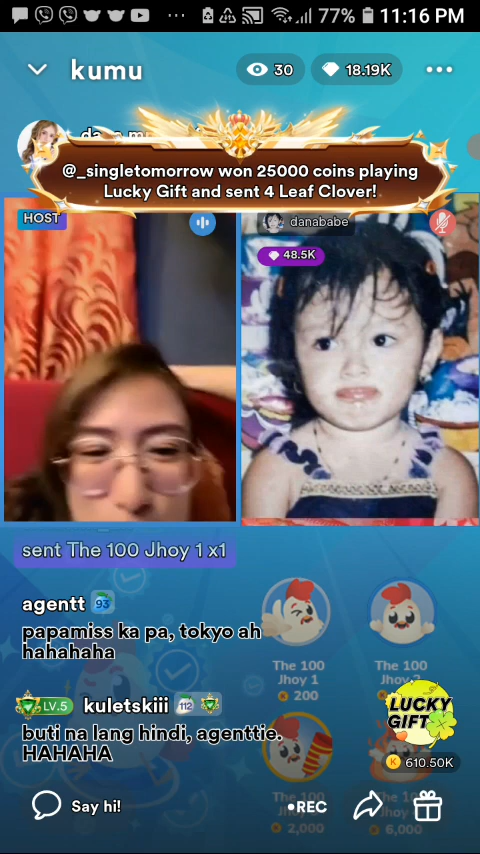 77% 11:16 PM
kumu
30
18.19K
@_singletomorrow won 25000 coins playing
Lucky Gift and sent 4 Leaf Clover!
HOST
danababe
48.5K
sent The 100 Jhoy 1 x1
agentt 93
papamiss ka pa, tokyo ah
hahahaha
The 100
Jhoy 1
200
The 100
LV.5 kuletskiii 112
buti na lang hindi, agenttie.
HAHAHA
LUCKY
GIFT
K 610.50K
2,000
6,000
Say hi!
•REC